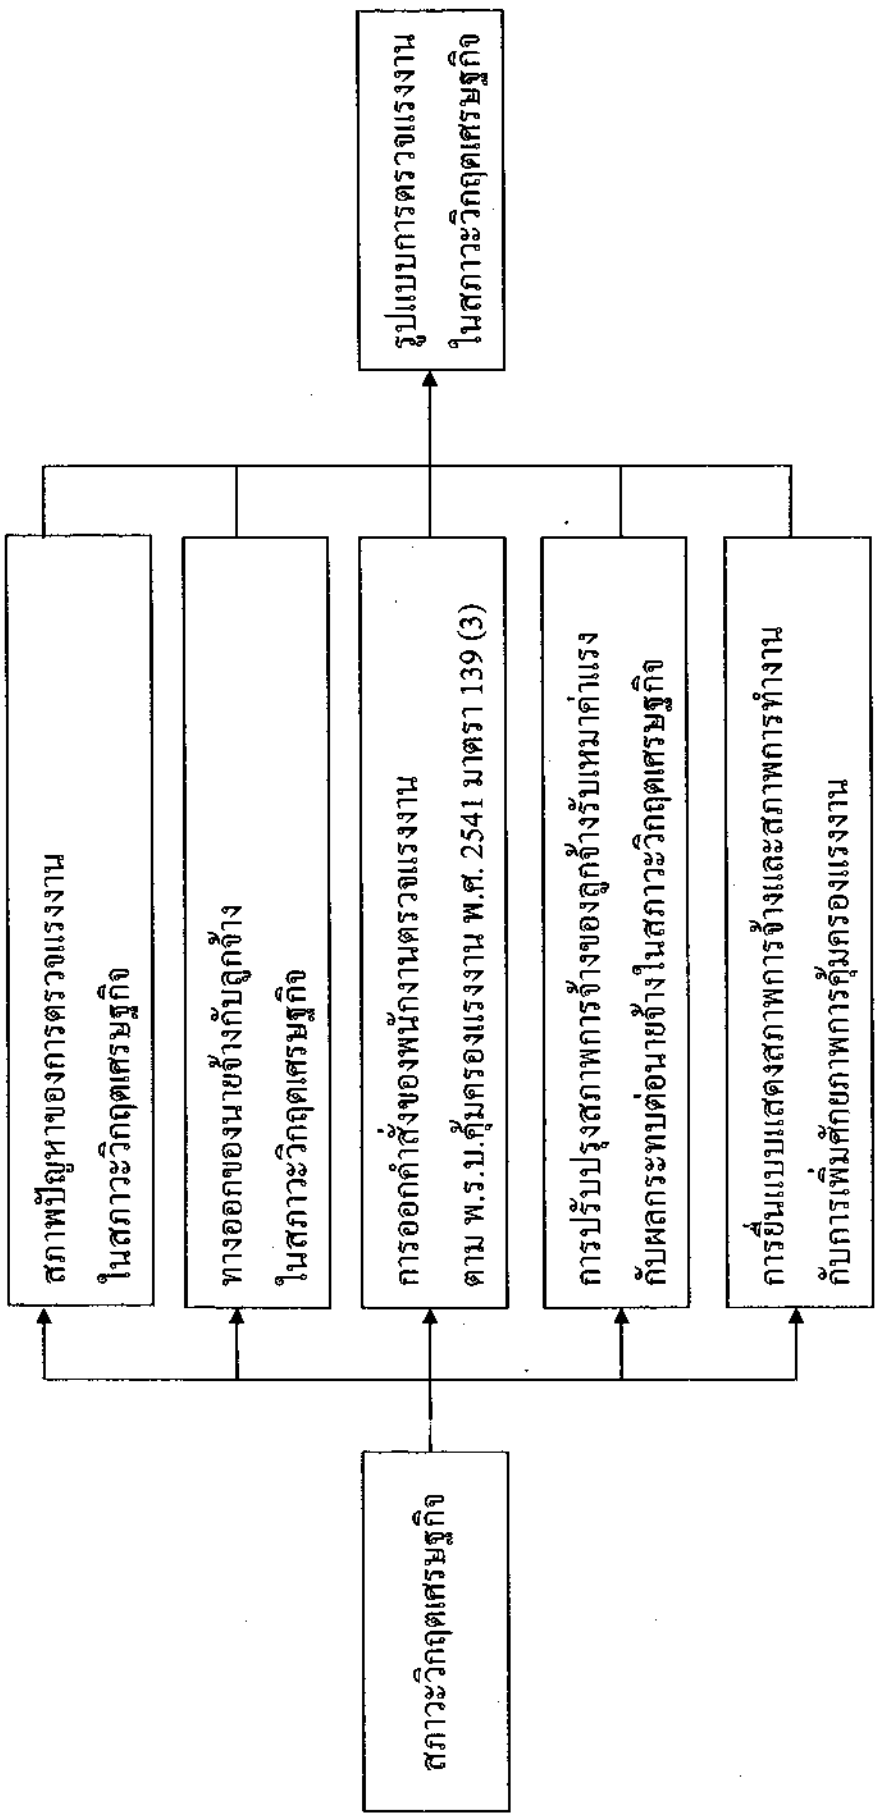 สภาวะวิกฤตเศรษฐกิจ
สภาพปัญหาของการตรวจแรงงาน
ในสภาวะวิกฤตเศรษฐกิจ
ทางออกของนายจ้างกับลูกจ้าง
ในสภาวะวิกฤตเศรษฐกิจ
การออกคำสั่งของพนักงานตรวจแรงงาน
ตาม พ.ร.บ.คุ้มครองแรงงาน พ.ศ. 2541 มาตรา 139 (3)
การปรับปรุงสภาพการจ้างของลูกจ้างรับเหมาค่าแรง
กับผลกระทบต่อนายจ้างในสภาวะวิกฤตเศรษฐกิจ
การยื่นแบบแสดงสภาพการจ้างและสภาพการทำงาน
กับการเพิ่มศักยภาพการคุ้มครองแรงงาน
รูปแบบการตรวจแรงงาน
ในสภาวะวิกฤตเศรษฐกิจ